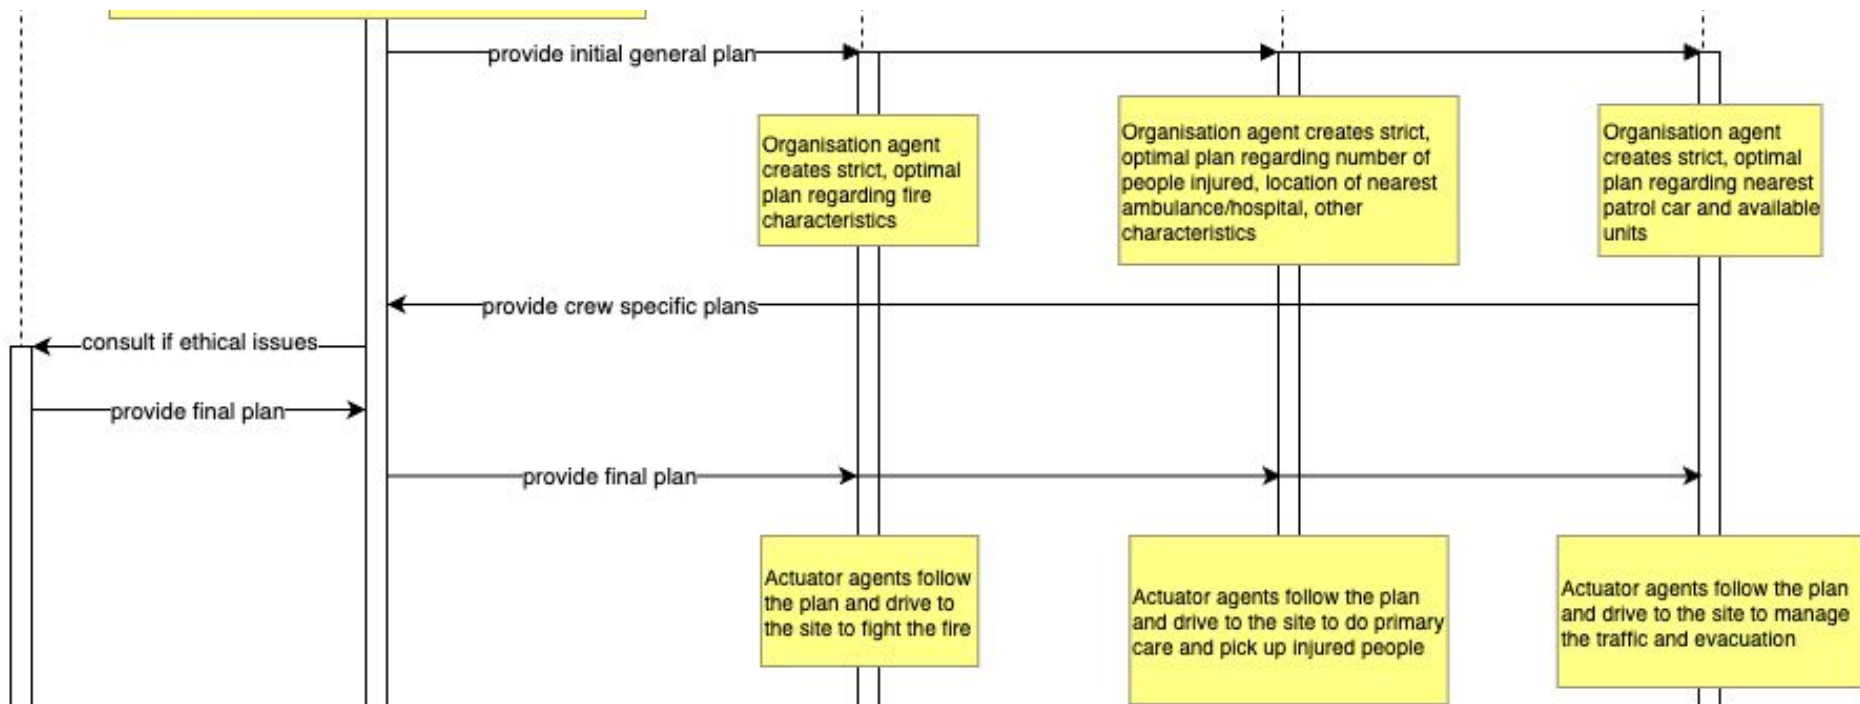 provide initial general plan
Organisation agent
creates strict, optimal
plan regarding fire
characteristics
Organisation agent creates strict,
optimal plan regarding number of
people injured, location of nearest
ambulance/hospital, other
characteristics
Organisation agent
creates strict, optimal
plan regarding nearest
patrol car and available
units
provide crew specific plans
consult if ethical issues
provide final plan
provide final plan
Actuator agents follow
the plan and drive to
the site to fight the fire
Actuator agents follow the plan
and drive to the site to do primary
care and pick up injured people
Actuator agents follow the plan
and drive to the site to manage
the traffic and evacuation